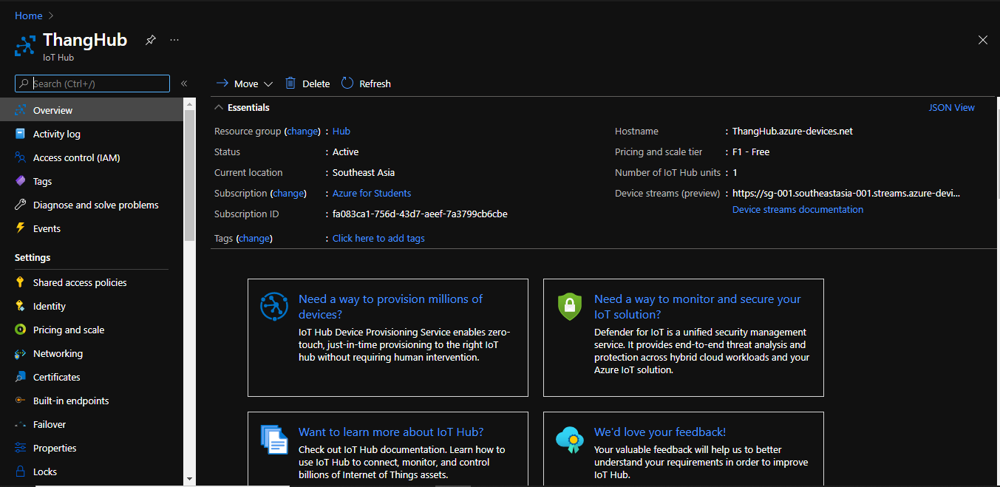 Home
ThangHub
IoT Hub
Search (Ctrl+/)
Overview
Activity log
Access control (IAM)
Tags
Diagnose and solve problems
Events
Settings
Shared access policies
Identity
Pricing and scale
Networking
Certificates
Built-in endpoints
Failover
Properties
Locks
Move
Delete
Refresh
Essentials
JSON View
Resource group (change) : Hub
Status : Active
Current location : Southeast Asia
Subscription (change) : Azure for Students
Subscription ID : fa083ca1-756d-43d7-aeef-7a3799cb6cbe
Tags (change) : Click here to add tags
Hostname : ThangHub.azure-devices.net
Pricing and scale tier : F1 - Free
Number of IoT Hub units : 1
Device streams (preview) : https://sg-001.southeastasia-001.streams.azure-devi...
Device streams documentation
Need a way to provision millions of
devices?
IoT Hub Device Provisioning Service enables zero-
touch, just-in-time provisioning to the right IoT
hub without requiring human intervention.
Need a way to monitor and secure your
IoT solution?
Defender for IoT is a unified security management
service. It provides end-to-end threat analysis and
protection across hybrid cloud workloads and your
Azure IoT solution.
Want to learn more about IoT Hub?
Check out IoT Hub documentation. Learn how to
use IoT Hub to connect, monitor, and control
billions of Internet of Things assets.
We'd love your feedback!
Your valuable feedback will help us to better
understand your requirements in order to improve
IoT Hub.